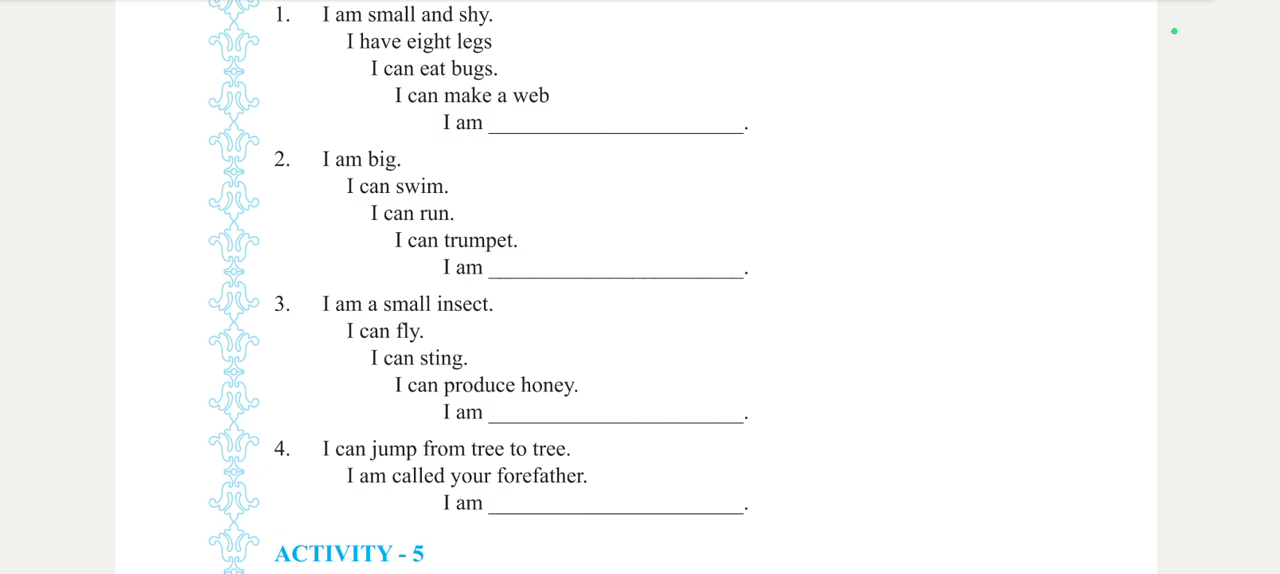 1. I am small and shy.
I have eight legs
I can eat bugs.
I can make a web
I am ______________________.
2. I am big.
I can swim.
I can run.
I can trumpet.
I am ______________________.
3. I am a small insect.
I can fly.
I can sting.
I can produce honey.
I am ______________________.
4. I can jump from tree to tree.
I am called your forefather.
I am ______________________.
ACTIVITY - 5